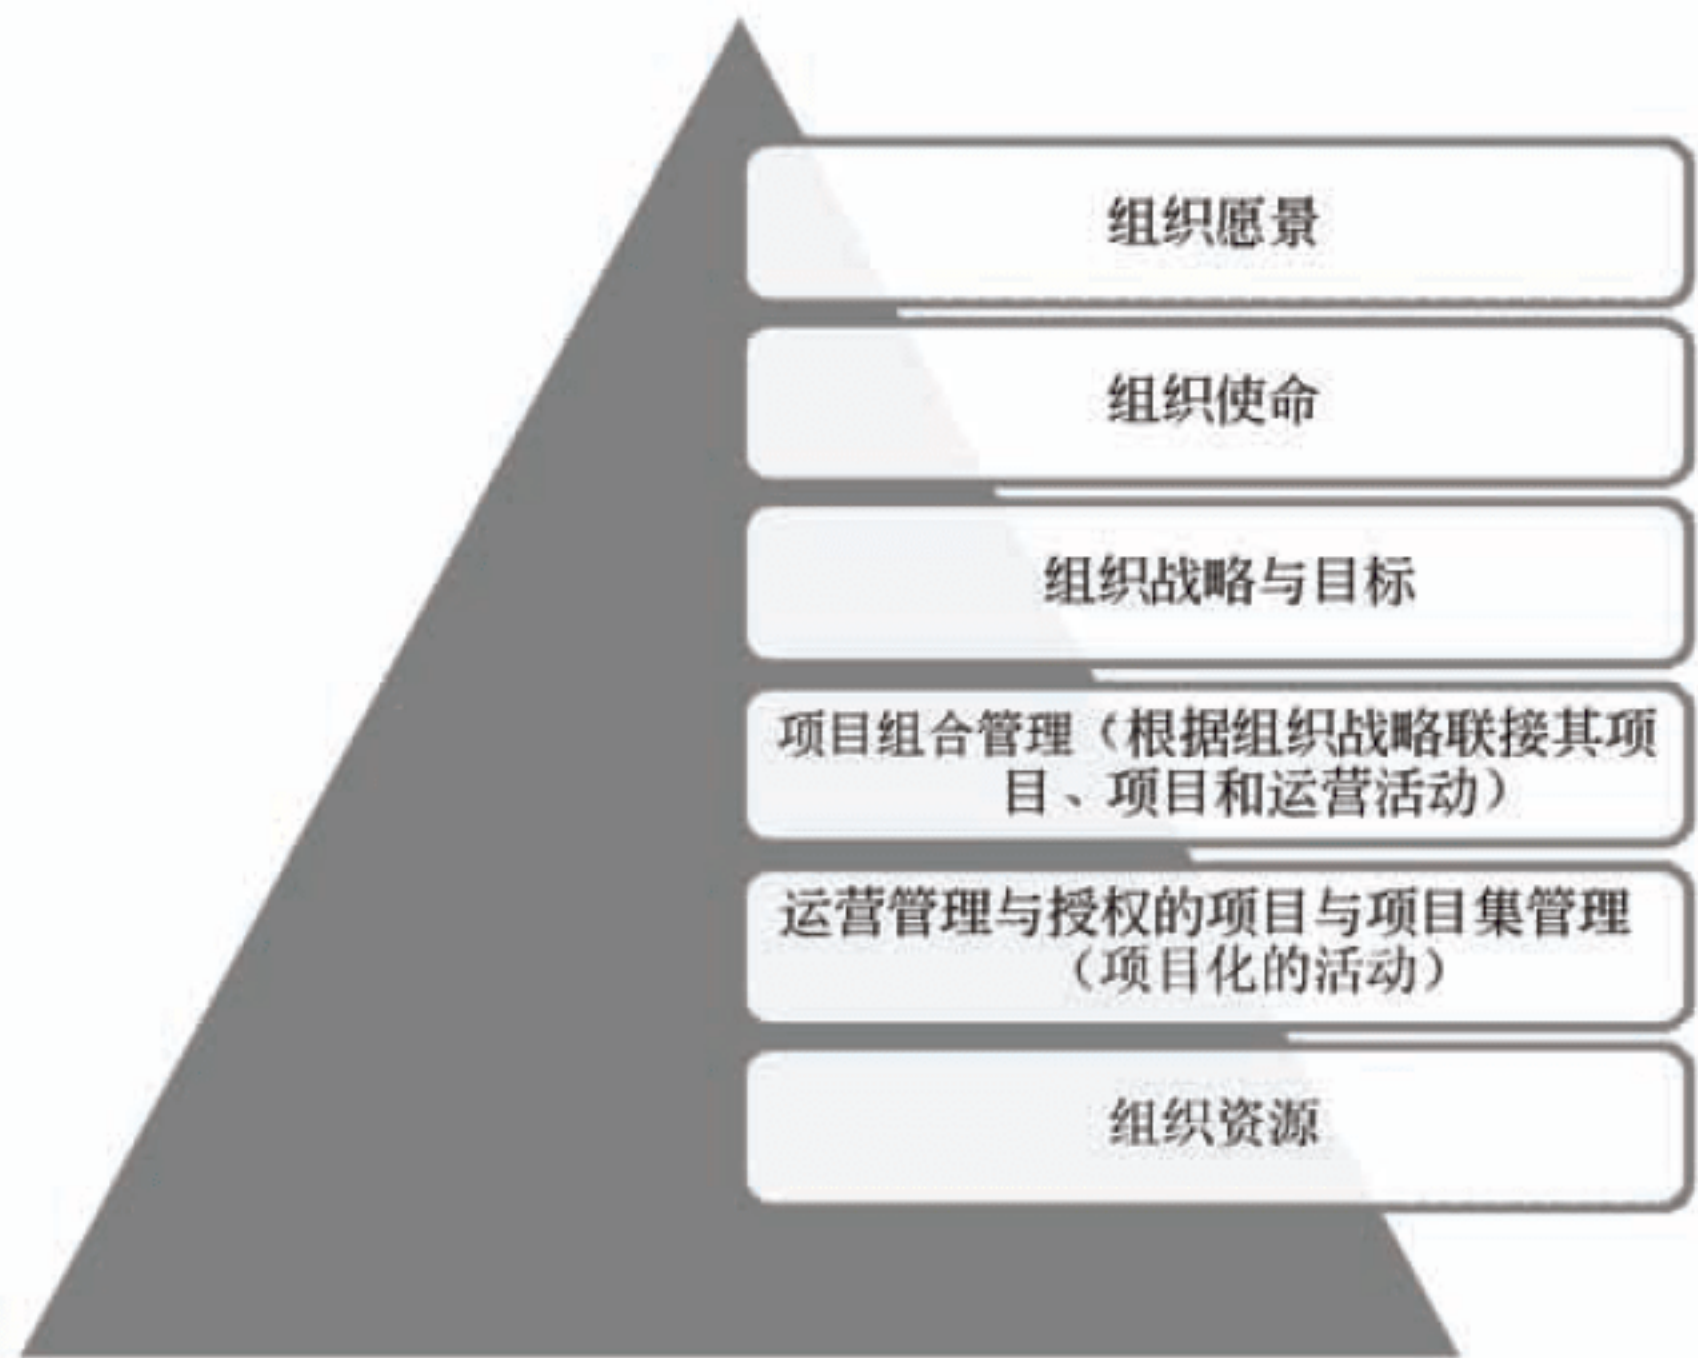 组织愿景
组织使命
组织战略与目标
项目组合管理（根据组织战略联接其项
目、项目和运营活动）
运营管理与授权的项目与项目集管理
（项目化的活动）
组织资源